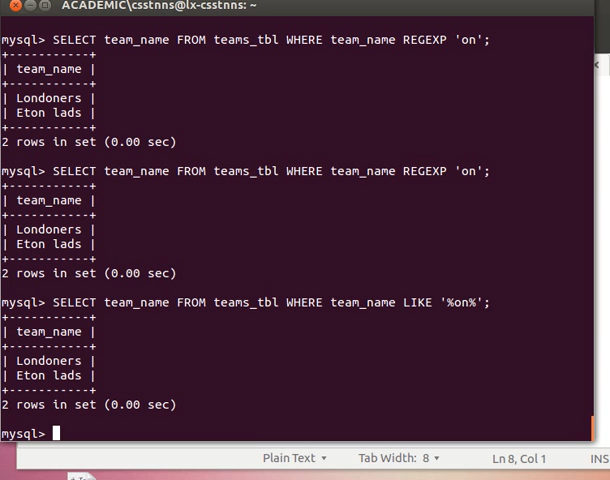 ACADEMIC\csstnns@lx-csstnns: ~
mysql> SELECT team_name FROM teams_tbl WHERE team_name REGEXP 'on';
+-----------+
| team_name |
+-----------+
| Londoners |
| Eton lads |
+-----------+
2 rows in set (0.00 sec)
mysql> SELECT team_name FROM teams_tbl WHERE team_name REGEXP 'on';
+-----------+
| team_name |
+-----------+
| Londoners |
| Eton lads |
+-----------+
2 rows in set (0.00 sec)
mysql> SELECT team_name FROM teams_tbl WHERE team_name LIKE '%on%';
+-----------+
| team_name |
+-----------+
| Londoners |
| Eton lads |
+-----------+
2 rows in set (0.00 sec)
mysql>
Plain Text Tab Width: 8 Ln 8, Col 1 INS